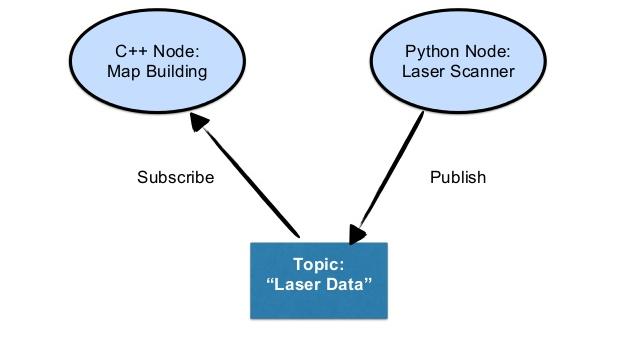 C++ Node:
Map Building
Python Node:
Laser Scanner
Subscribe
Publish
Topic:
“Laser Data”